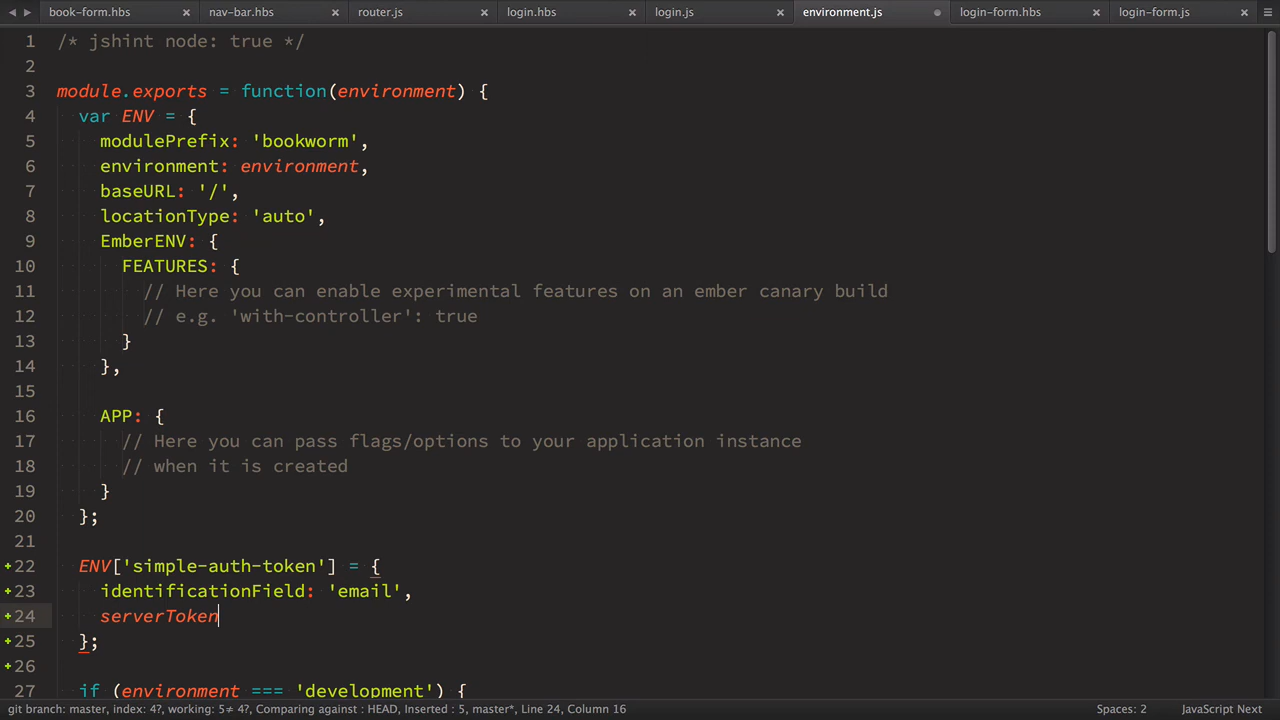 book-form.hbs × nav-bar.hbs × router.js × login.hbs × login.js × environment.js login-form.hbs × login-form.js ×
1 /* jshint node: true */
2
3 module.exports = function(environment) {
4 var ENV = {
5 modulePrefix: 'bookworm',
6 environment: environment,
7 baseURL: '/',
8 locationType: 'auto',
9 EmberENV: {
10 FEATURES: {
11 // Here you can enable experimental features on an ember canary build
12 // e.g. 'with-controller': true
13 }
14 },
15
16 APP: {
17 // Here you can pass flags/options to your application instance
18 // when it is created
19 }
20 };
21
22 ENV['simple-auth-token'] = {
23 identificationField: 'email',
24 serverToken
25 };
26
27 if (environment === 'development') {
git branch: master, index: 4?, working: 5≠ 4?, Comparing against : HEAD, Inserted : 5, master*, Line 24, Column 16 Spaces: 2 JavaScript Next